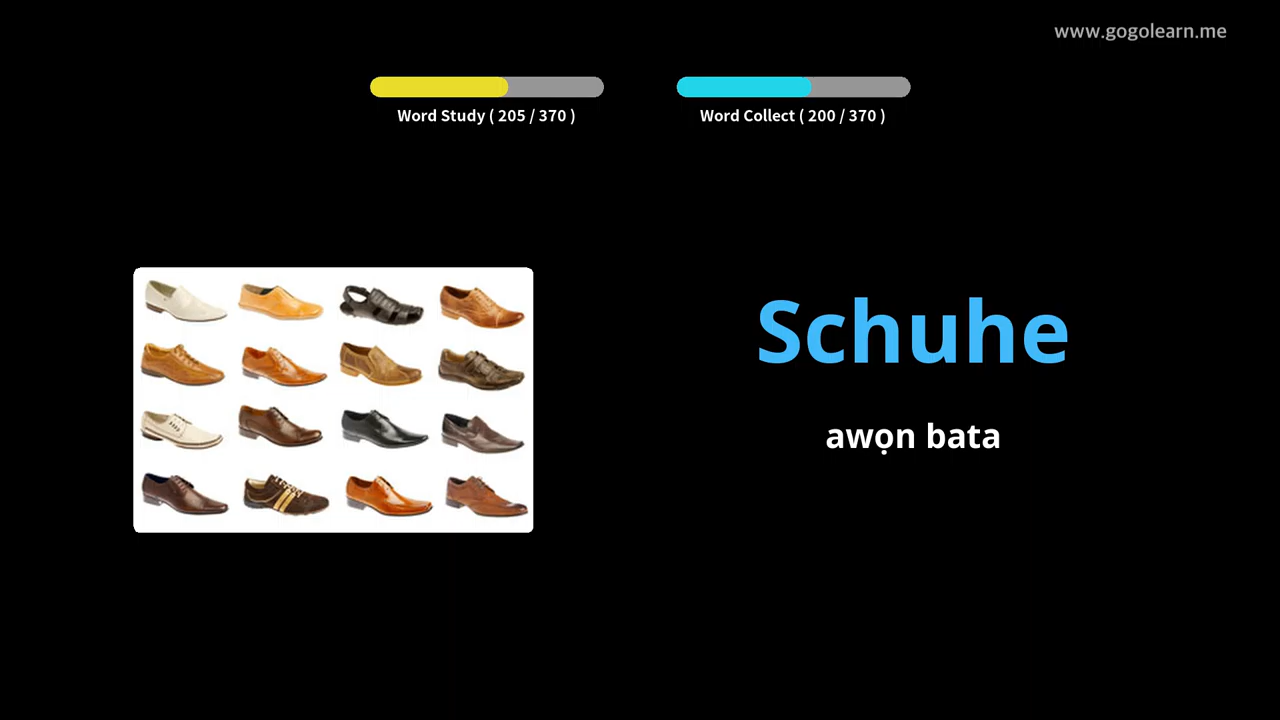 www.gogolearn.me
Word Study ( 205 / 370 )
Word Collect ( 200 / 370 )
Schuhe
awọn bata